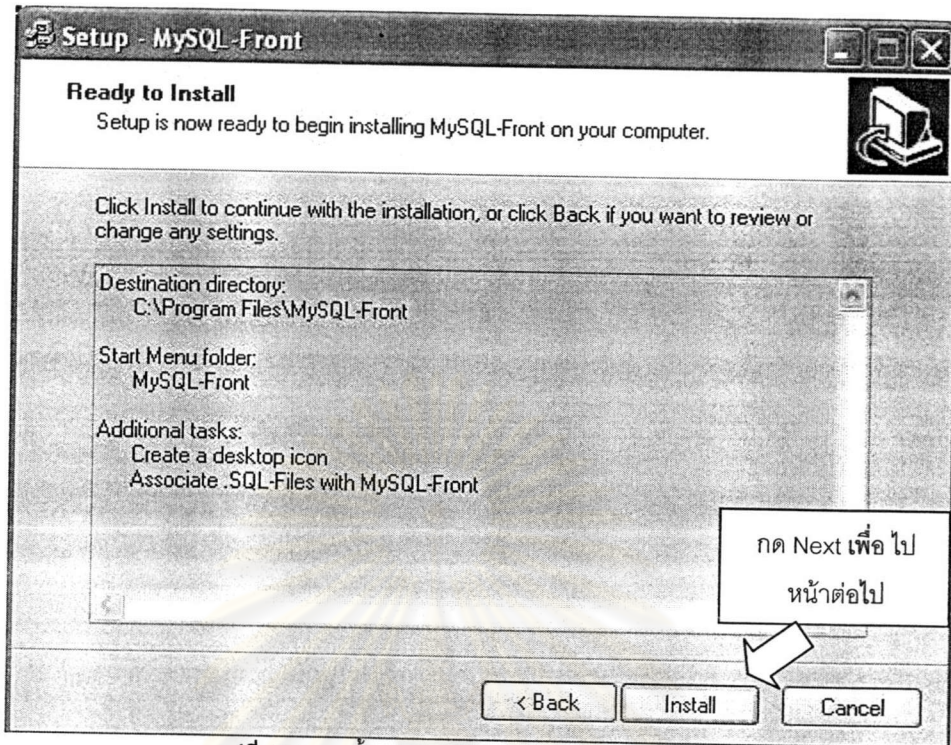 Setup - MySQL-Front
Ready to Install
Setup is now ready to begin installing MySQL-Front on your computer.
Click Install to continue with the installation, or click Back if you want to review or
change any settings.
Destination directory:
C:\Program Files\MySQL-Front
Start Menu folder:
MySQL-Front
Additional tasks:
Create a desktop icon
Associate .SQL-Files with MySQL-Front
กด Next เพื่อ ไป
หน้าต่อไป
< Back
Install
Cancel